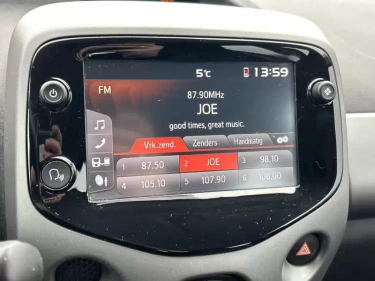 5°C 13:59
FM
87.90MHz
JOE
good times, great music.
Vrk.zend. Zenders Handmatig
1 87.50 2 JOE 3 98.10
4 105.10 5 107.90 6 108.00